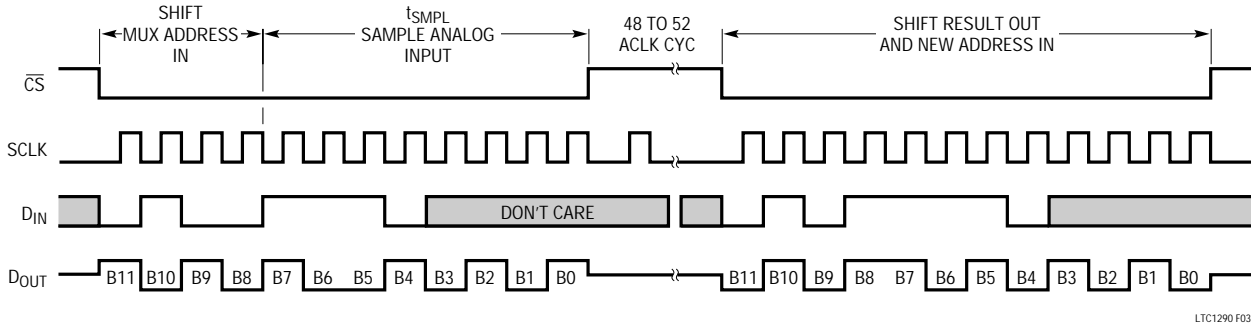 SHIFT
MUX ADDRESS
IN
tSMPL
SAMPLE ANALOG
INPUT
48 TO 52
ACLK CYC
SHIFT RESULT OUT
AND NEW ADDRESS IN
CS
SCLK
DIN
DON'T CARE
DOUT
B11 B10 B9 B8 B7 B6 B5 B4 B3 B2 B1 B0
B11 B10 B9 B8 B7 B6 B5 B4 B3 B2 B1 B0
LTC1290 F03